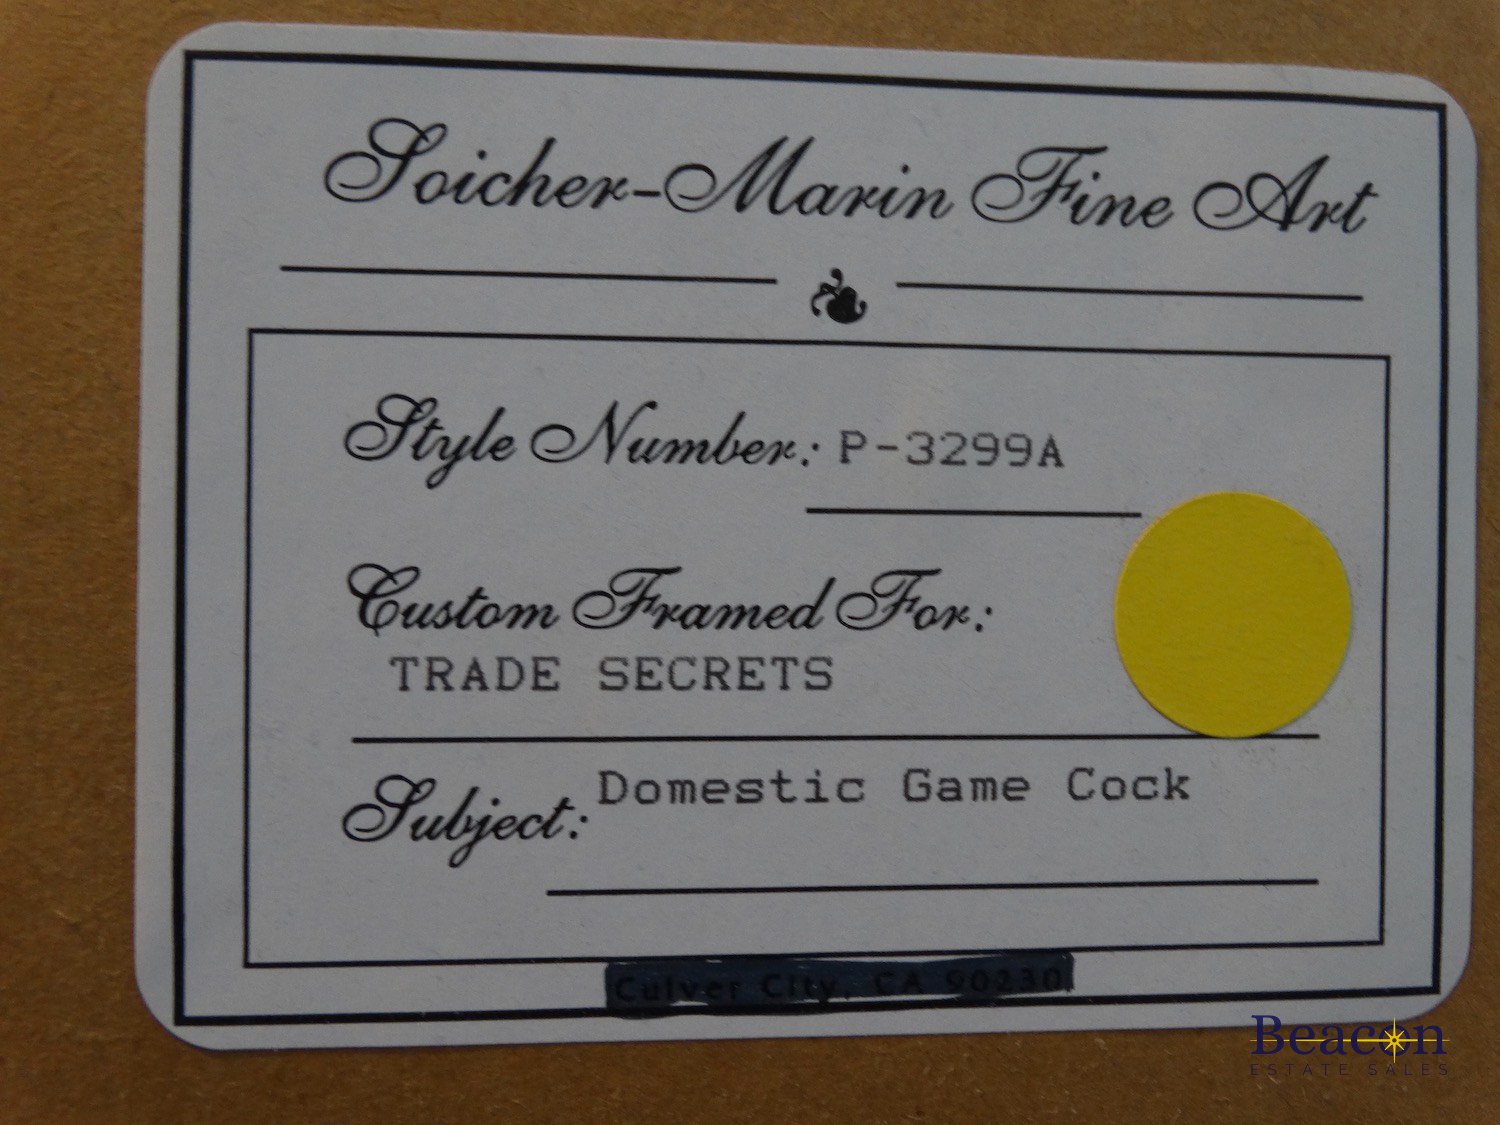 Soicher-Marin Fine Art
Style Number: P-3299A
Custom Framed For:
TRADE SECRETS
Subject: Domestic Game Cock
Culver City, CA 90230
Beacon
ESTATE SALES